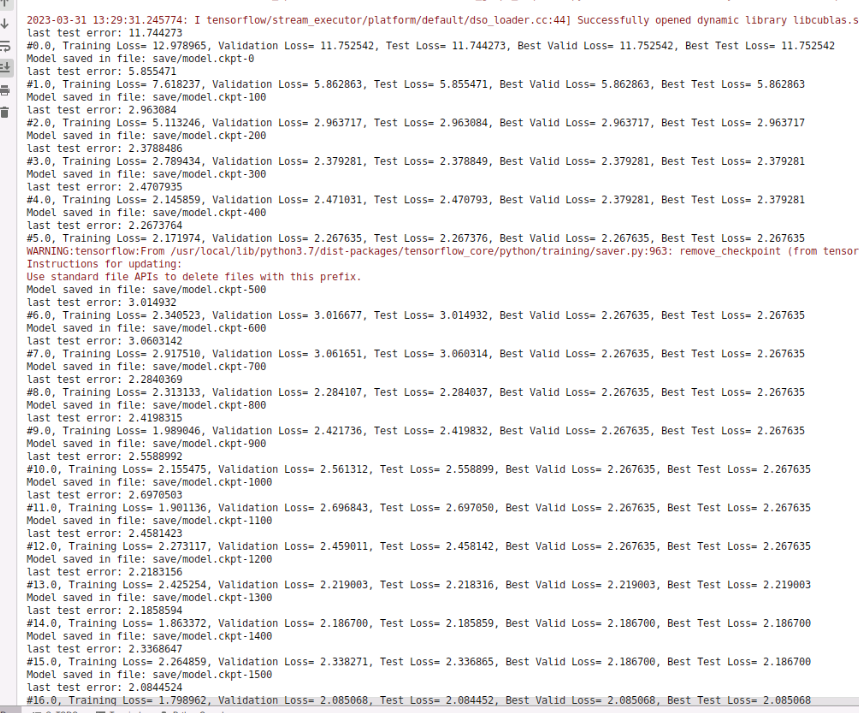 2023-03-31 13:29:31.245774: I tensorflow/stream_executor/platform/default/dso_loader.cc:44] Successfully opened dynamic library libcublas.s
last test error: 11.744273
#0.0, Training Loss= 12.978965, Validation Loss= 11.752542, Test Loss= 11.744273, Best Valid Loss= 11.752542, Best Test Loss= 11.752542
Model saved in file: save/model.ckpt-0
last test error: 5.855471
#1.0, Training Loss= 7.618237, Validation Loss= 5.862863, Test Loss= 5.855471, Best Valid Loss= 5.862863, Best Test Loss= 5.862863
Model saved in file: save/model.ckpt-100
last test error: 2.963084
#2.0, Training Loss= 5.113246, Validation Loss= 2.963717, Test Loss= 2.963084, Best Valid Loss= 2.963717, Best Test Loss= 2.963717
Model saved in file: save/model.ckpt-200
last test error: 2.3788486
#3.0, Training Loss= 2.789434, Validation Loss= 2.379281, Test Loss= 2.378849, Best Valid Loss= 2.379281, Best Test Loss= 2.379281
Model saved in file: save/model.ckpt-300
last test error: 2.4707935
#4.0, Training Loss= 2.145859, Validation Loss= 2.471031, Test Loss= 2.470793, Best Valid Loss= 2.379281, Best Test Loss= 2.379281
Model saved in file: save/model.ckpt-400
last test error: 2.2673764
#5.0, Training Loss= 2.171974, Validation Loss= 2.267635, Test Loss= 2.267376, Best Valid Loss= 2.267635, Best Test Loss= 2.267635
WARNING:tensorflow:From /usr/local/lib/python3.7/dist-packages/tensorflow_core/python/training/saver.py:963: remove_checkpoint (from tensor
Instructions for updating:
Use standard file APIs to delete files with this prefix.
Model saved in file: save/model.ckpt-500
last test error: 3.014932
#6.0, Training Loss= 2.340523, Validation Loss= 3.016677, Test Loss= 3.014932, Best Valid Loss= 2.267635, Best Test Loss= 2.267635
Model saved in file: save/model.ckpt-600
last test error: 3.0603142
#7.0, Training Loss= 2.917510, Validation Loss= 3.061651, Test Loss= 3.060314, Best Valid Loss= 2.267635, Best Test Loss= 2.267635
Model saved in file: save/model.ckpt-700
last test error: 2.2840369
#8.0, Training Loss= 2.313133, Validation Loss= 2.284107, Test Loss= 2.284037, Best Valid Loss= 2.267635, Best Test Loss= 2.267635
Model saved in file: save/model.ckpt-800
last test error: 2.4198315
#9.0, Training Loss= 1.989046, Validation Loss= 2.421736, Test Loss= 2.419832, Best Valid Loss= 2.267635, Best Test Loss= 2.267635
Model saved in file: save/model.ckpt-900
last test error: 2.5588992
#10.0, Training Loss= 2.155475, Validation Loss= 2.561312, Test Loss= 2.558899, Best Valid Loss= 2.267635, Best Test Loss= 2.267635
Model saved in file: save/model.ckpt-1000
last test error: 2.6970503
#11.0, Training Loss= 1.901136, Validation Loss= 2.696843, Test Loss= 2.697050, Best Valid Loss= 2.267635, Best Test Loss= 2.267635
Model saved in file: save/model.ckpt-1100
last test error: 2.4581423
#12.0, Training Loss= 2.273117, Validation Loss= 2.459011, Test Loss= 2.458142, Best Valid Loss= 2.267635, Best Test Loss= 2.267635
Model saved in file: save/model.ckpt-1200
last test error: 2.2183156
#13.0, Training Loss= 2.425254, Validation Loss= 2.219003, Test Loss= 2.218316, Best Valid Loss= 2.219003, Best Test Loss= 2.219003
Model saved in file: save/model.ckpt-1300
last test error: 2.1858594
#14.0, Training Loss= 1.863372, Validation Loss= 2.186700, Test Loss= 2.185859, Best Valid Loss= 2.186700, Best Test Loss= 2.186700
Model saved in file: save/model.ckpt-1400
last test error: 2.3368647
#15.0, Training Loss= 2.264859, Validation Loss= 2.338271, Test Loss= 2.336865, Best Valid Loss= 2.186700, Best Test Loss= 2.186700
Model saved in file: save/model.ckpt-1500
last test error: 2.0844524
#16.0, Training Loss= 1.798962, Validation Loss= 2.085068, Test Loss= 2.084452, Best Valid Loss= 2.085068, Best Test Loss= 2.085068